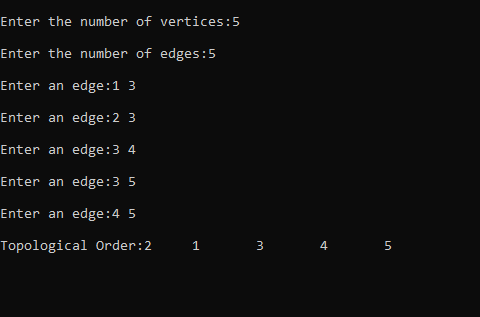 Enter the number of vertices:5
Enter the number of edges:5
Enter an edge:1 3
Enter an edge:2 3
Enter an edge:3 4
Enter an edge:3 5
Enter an edge:4 5
Topological Order:2     1       3       4       5